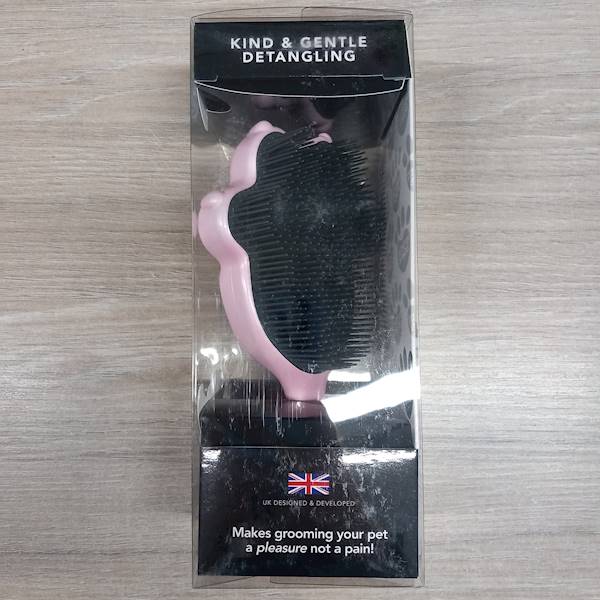 KIND & GENTLE
DETANGLING
UK DESIGNED & DEVELOPED
Makes grooming your pet
a pleasure not a pain!